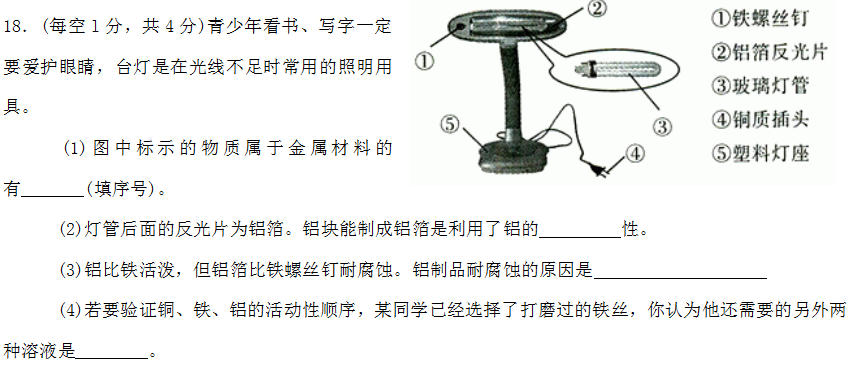 18．(每空1分，共4分)青少年看书、写字一定
要爱护眼睛，台灯是在光线不足时常用的照明用
具。
(1)图中标示的物质属于金属材料的
有_______(填序号)。
①
②
③
④
⑤
①铁螺丝钉
②铝箔反光片
③玻璃灯管
④铜质插头
⑤塑料灯座
(2)灯管后面的反光片为铝箔。铝块能制成铝箔是利用了铝的_________性。
(3)铝比铁活泼，但铝箔比铁螺丝钉耐腐蚀。铝制品耐腐蚀的原因是___________________
(4)若要验证铜、铁、铝的活动性顺序，某同学已经选择了打磨过的铁丝，你认为他还需要的另外两
种溶液是________。